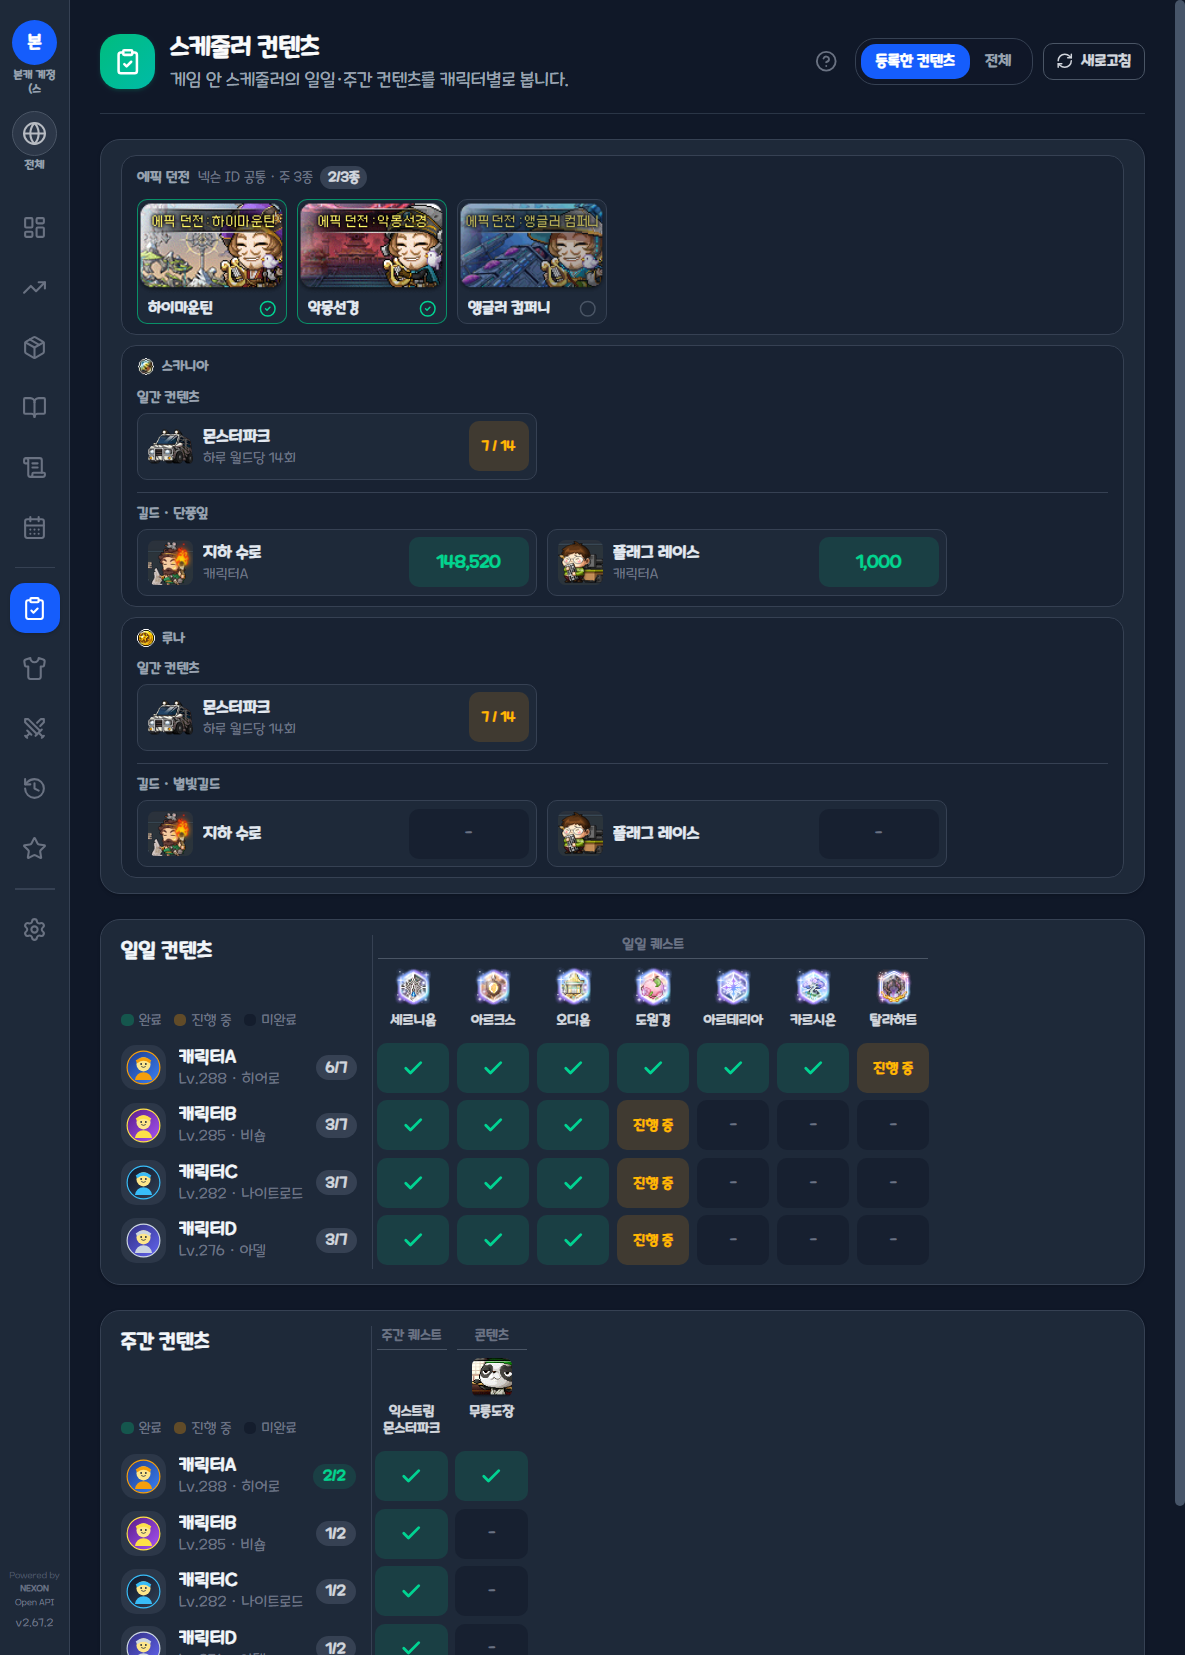 본
본캐 계정
(스
전체
스케줄러 컨텐츠
게임 안 스케줄러의 일일·주간 컨텐츠를 캐릭터별로 봅니다.
등록한 컨텐츠
전체
새로고침
에픽 던전 넥슨 ID 공통 · 주 3종 2/3종
에픽 던전 : 하이마운틴
에픽 던전 : 악몽선경
에픽 던전 : 앵글러 컴퍼니
하이마운틴
악몽선경
앵글러 컴퍼니
스카니아
일간 컨텐츠
몬스터파크
하루 월드당 14회
7 / 14
길드 · 단풍잎
지하 수로
캐릭터A
148,520
플래그 레이스
캐릭터A
1,000
루나
일간 컨텐츠
몬스터파크
하루 월드당 14회
7 / 14
길드 · 별빛길드
지하 수로
-
플래그 레이스
-
일일 컨텐츠
일일 퀘스트
완료 진행 중 미완료
세르니움 아르크스 오디움 도원경 아르테리아 카르시온 탈라하트
캐릭터A
Lv.288 · 히어로
6/7
진행 중
캐릭터B
Lv.285 · 비숍
3/7
진행 중 - - -
캐릭터C
Lv.282 · 나이트로드
3/7
진행 중 - - -
캐릭터D
Lv.276 · 아델
3/7
진행 중 - - -
주간 컨텐츠
주간 퀘스트 콘텐츠
완료 진행 중 미완료
익스트림
몬스터파크
무릉도장
캐릭터A
Lv.288 · 히어로
2/2
캐릭터B
Lv.285 · 비숍
1/2
-
캐릭터C
Lv.282 · 나이트로드
1/2
-
캐릭터D
1/2
-
Powered by
NEXON
Open API
v2.67.2